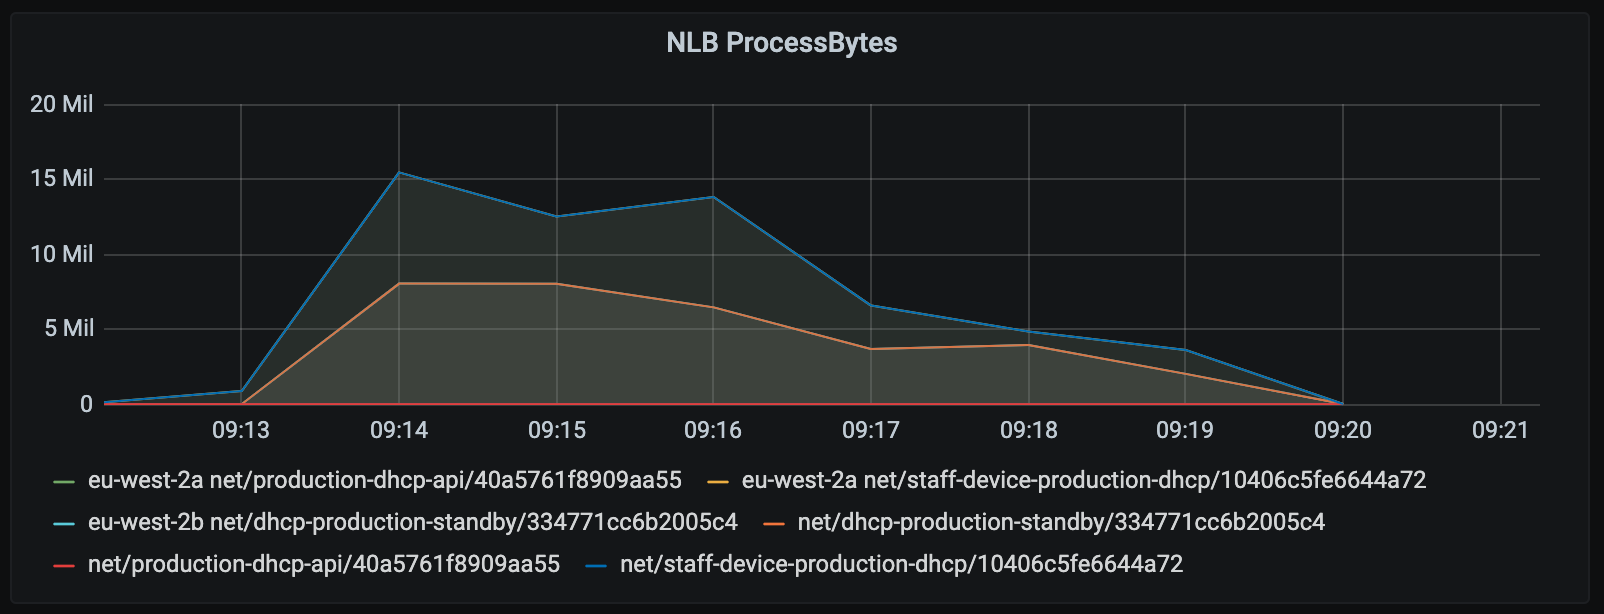 NLB ProcessBytes
20 Mil
15 Mil
10 Mil
5 Mil
0
09:13 09:14 09:15 09:16 09:17 09:18 09:19 09:20 09:21
eu-west-2a net/production-dhcp-api/40a5761f8909aa55 eu-west-2a net/staff-device-production-dhcp/10406c5fe6644a72
eu-west-2b net/dhcp-production-standby/334771cc6b2005c4 net/dhcp-production-standby/334771cc6b2005c4
net/production-dhcp-api/40a5761f8909aa55 net/staff-device-production-dhcp/10406c5fe6644a72